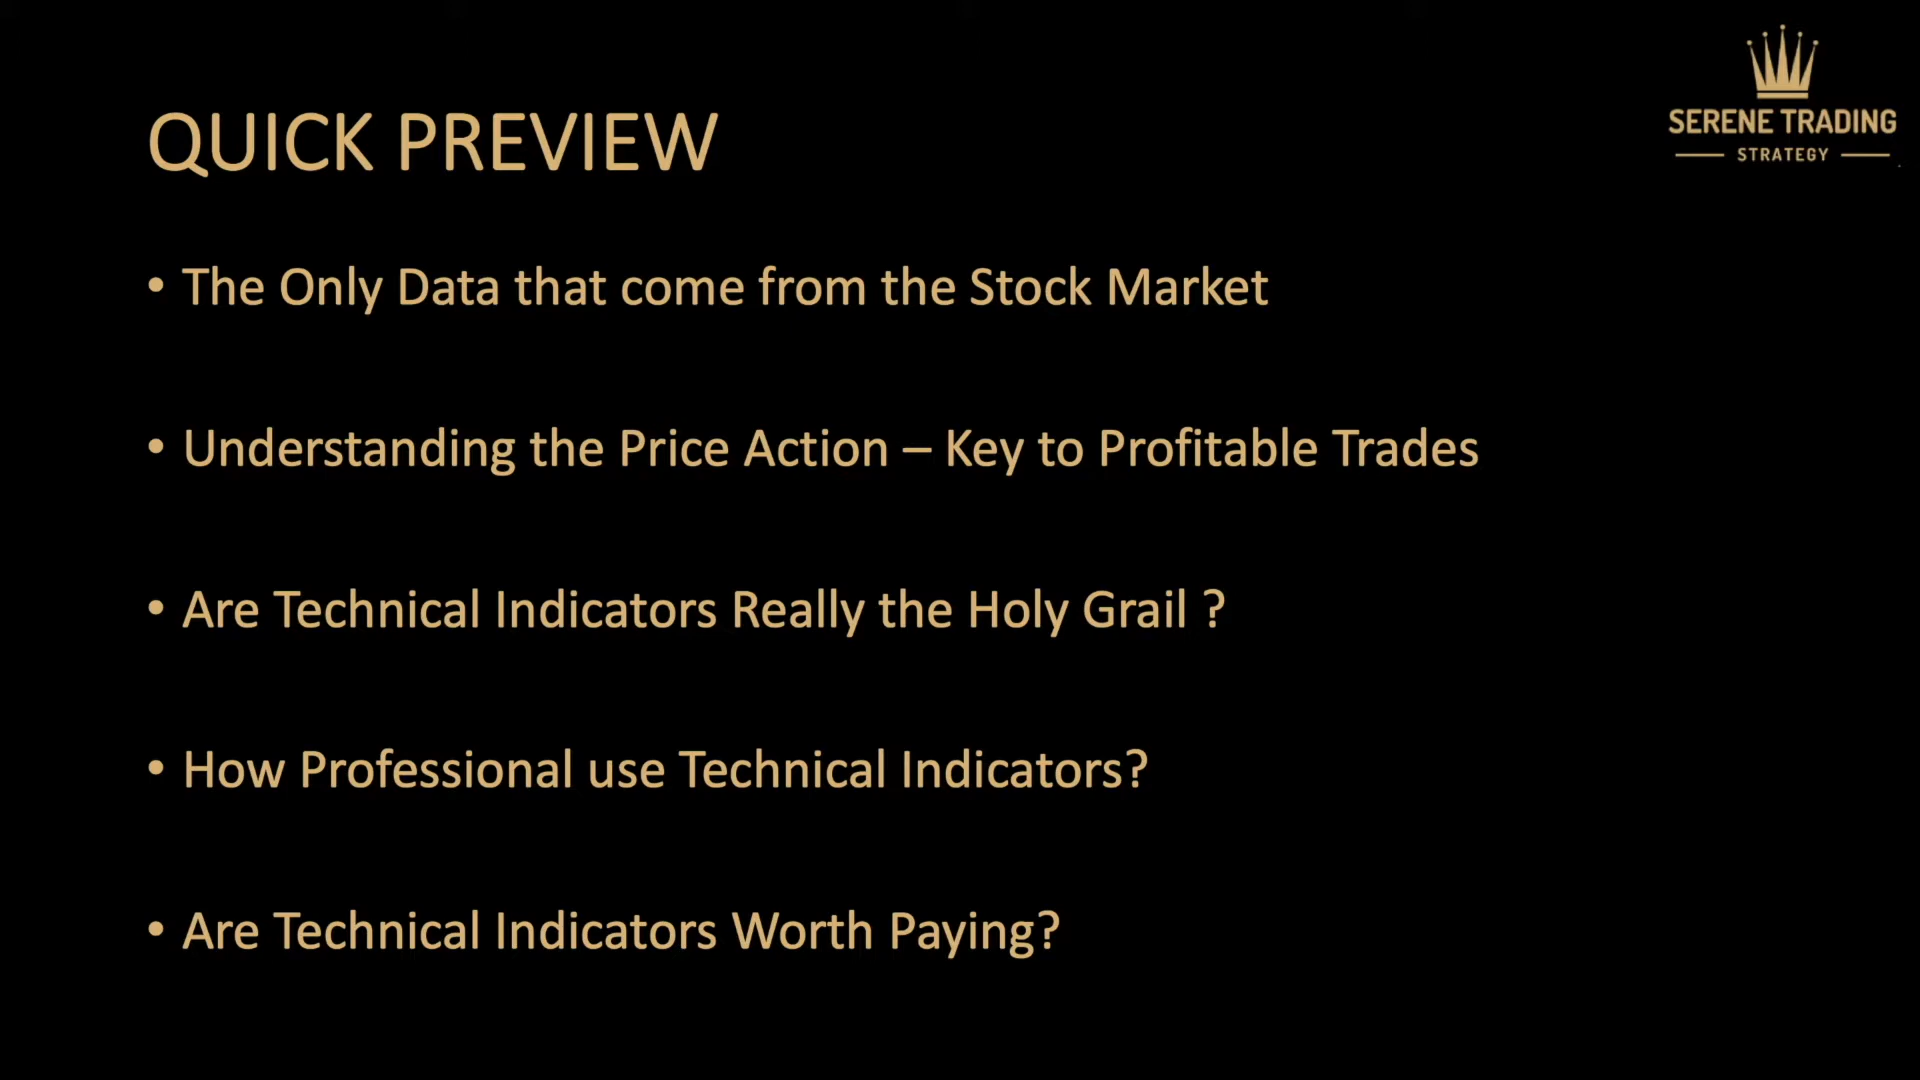 SERENE TRADING
STRATEGY
QUICK PREVIEW
• The Only Data that come from the Stock Market
• Understanding the Price Action – Key to Profitable Trades
• Are Technical Indicators Really the Holy Grail ?
• How Professional use Technical Indicators?
• Are Technical Indicators Worth Paying?